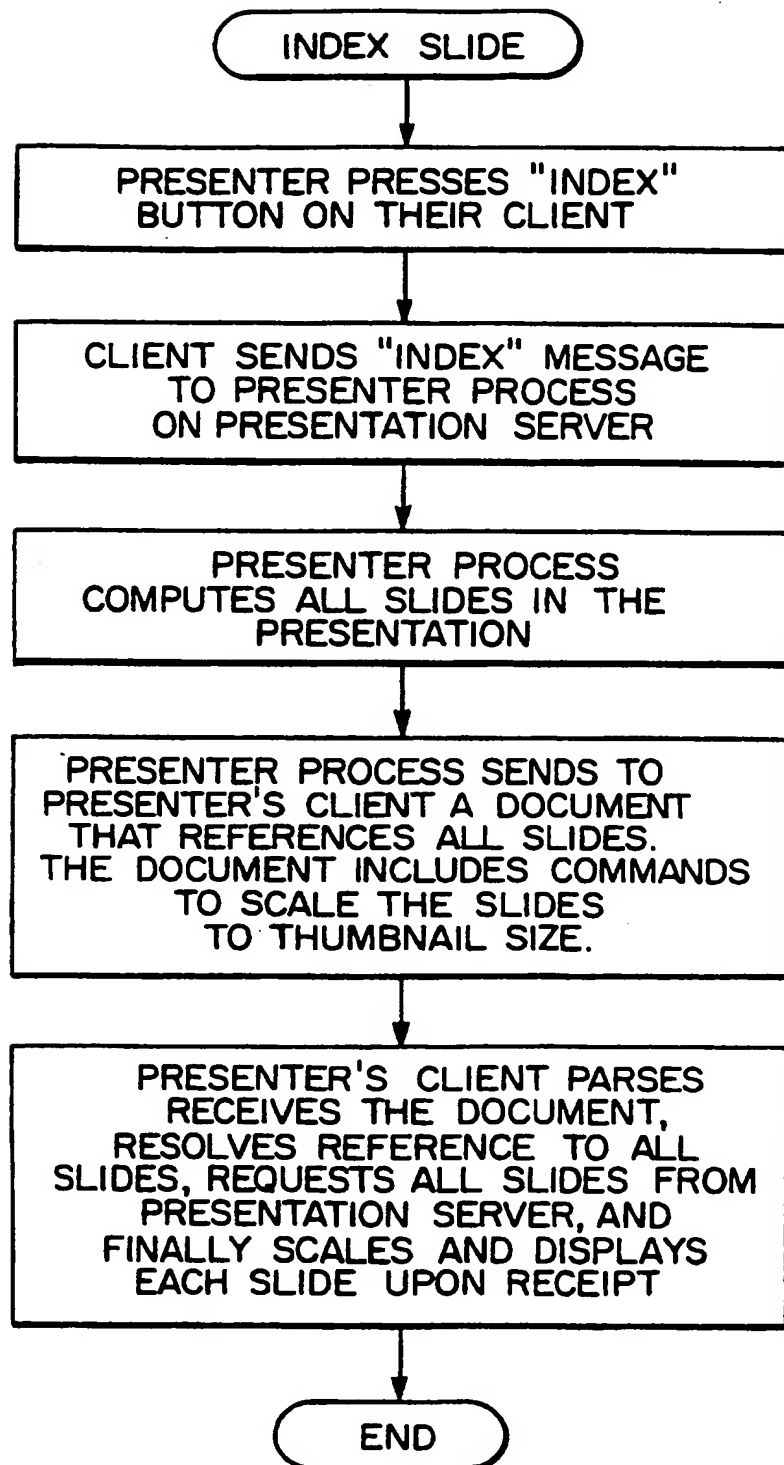 INDEX SLIDE
PRESENTER PRESSES "INDEX"
BUTTON ON THEIR CLIENT
CLIENT SENDS "INDEX" MESSAGE
TO PRESENTER PROCESS
ON PRESENTATION SERVER
PRESENTER PROCESS
COMPUTES ALL SLIDES IN THE
PRESENTATION
PRESENTER PROCESS SENDS TO
PRESENTER'S CLIENT A DOCUMENT
THAT REFERENCES ALL SLIDES.
THE DOCUMENT INCLUDES COMMANDS
TO SCALE THE SLIDES
TO THUMBNAIL SIZE.
PRESENTER'S CLIENT PARSES
RECEIVES THE DOCUMENT,
RESOLVES REFERENCE TO ALL
SLIDES, REQUESTS ALL SLIDES FROM
PRESENTATION SERVER, AND
FINALLY SCALES AND DISPLAYS
EACH SLIDE UPON RECEIPT
END